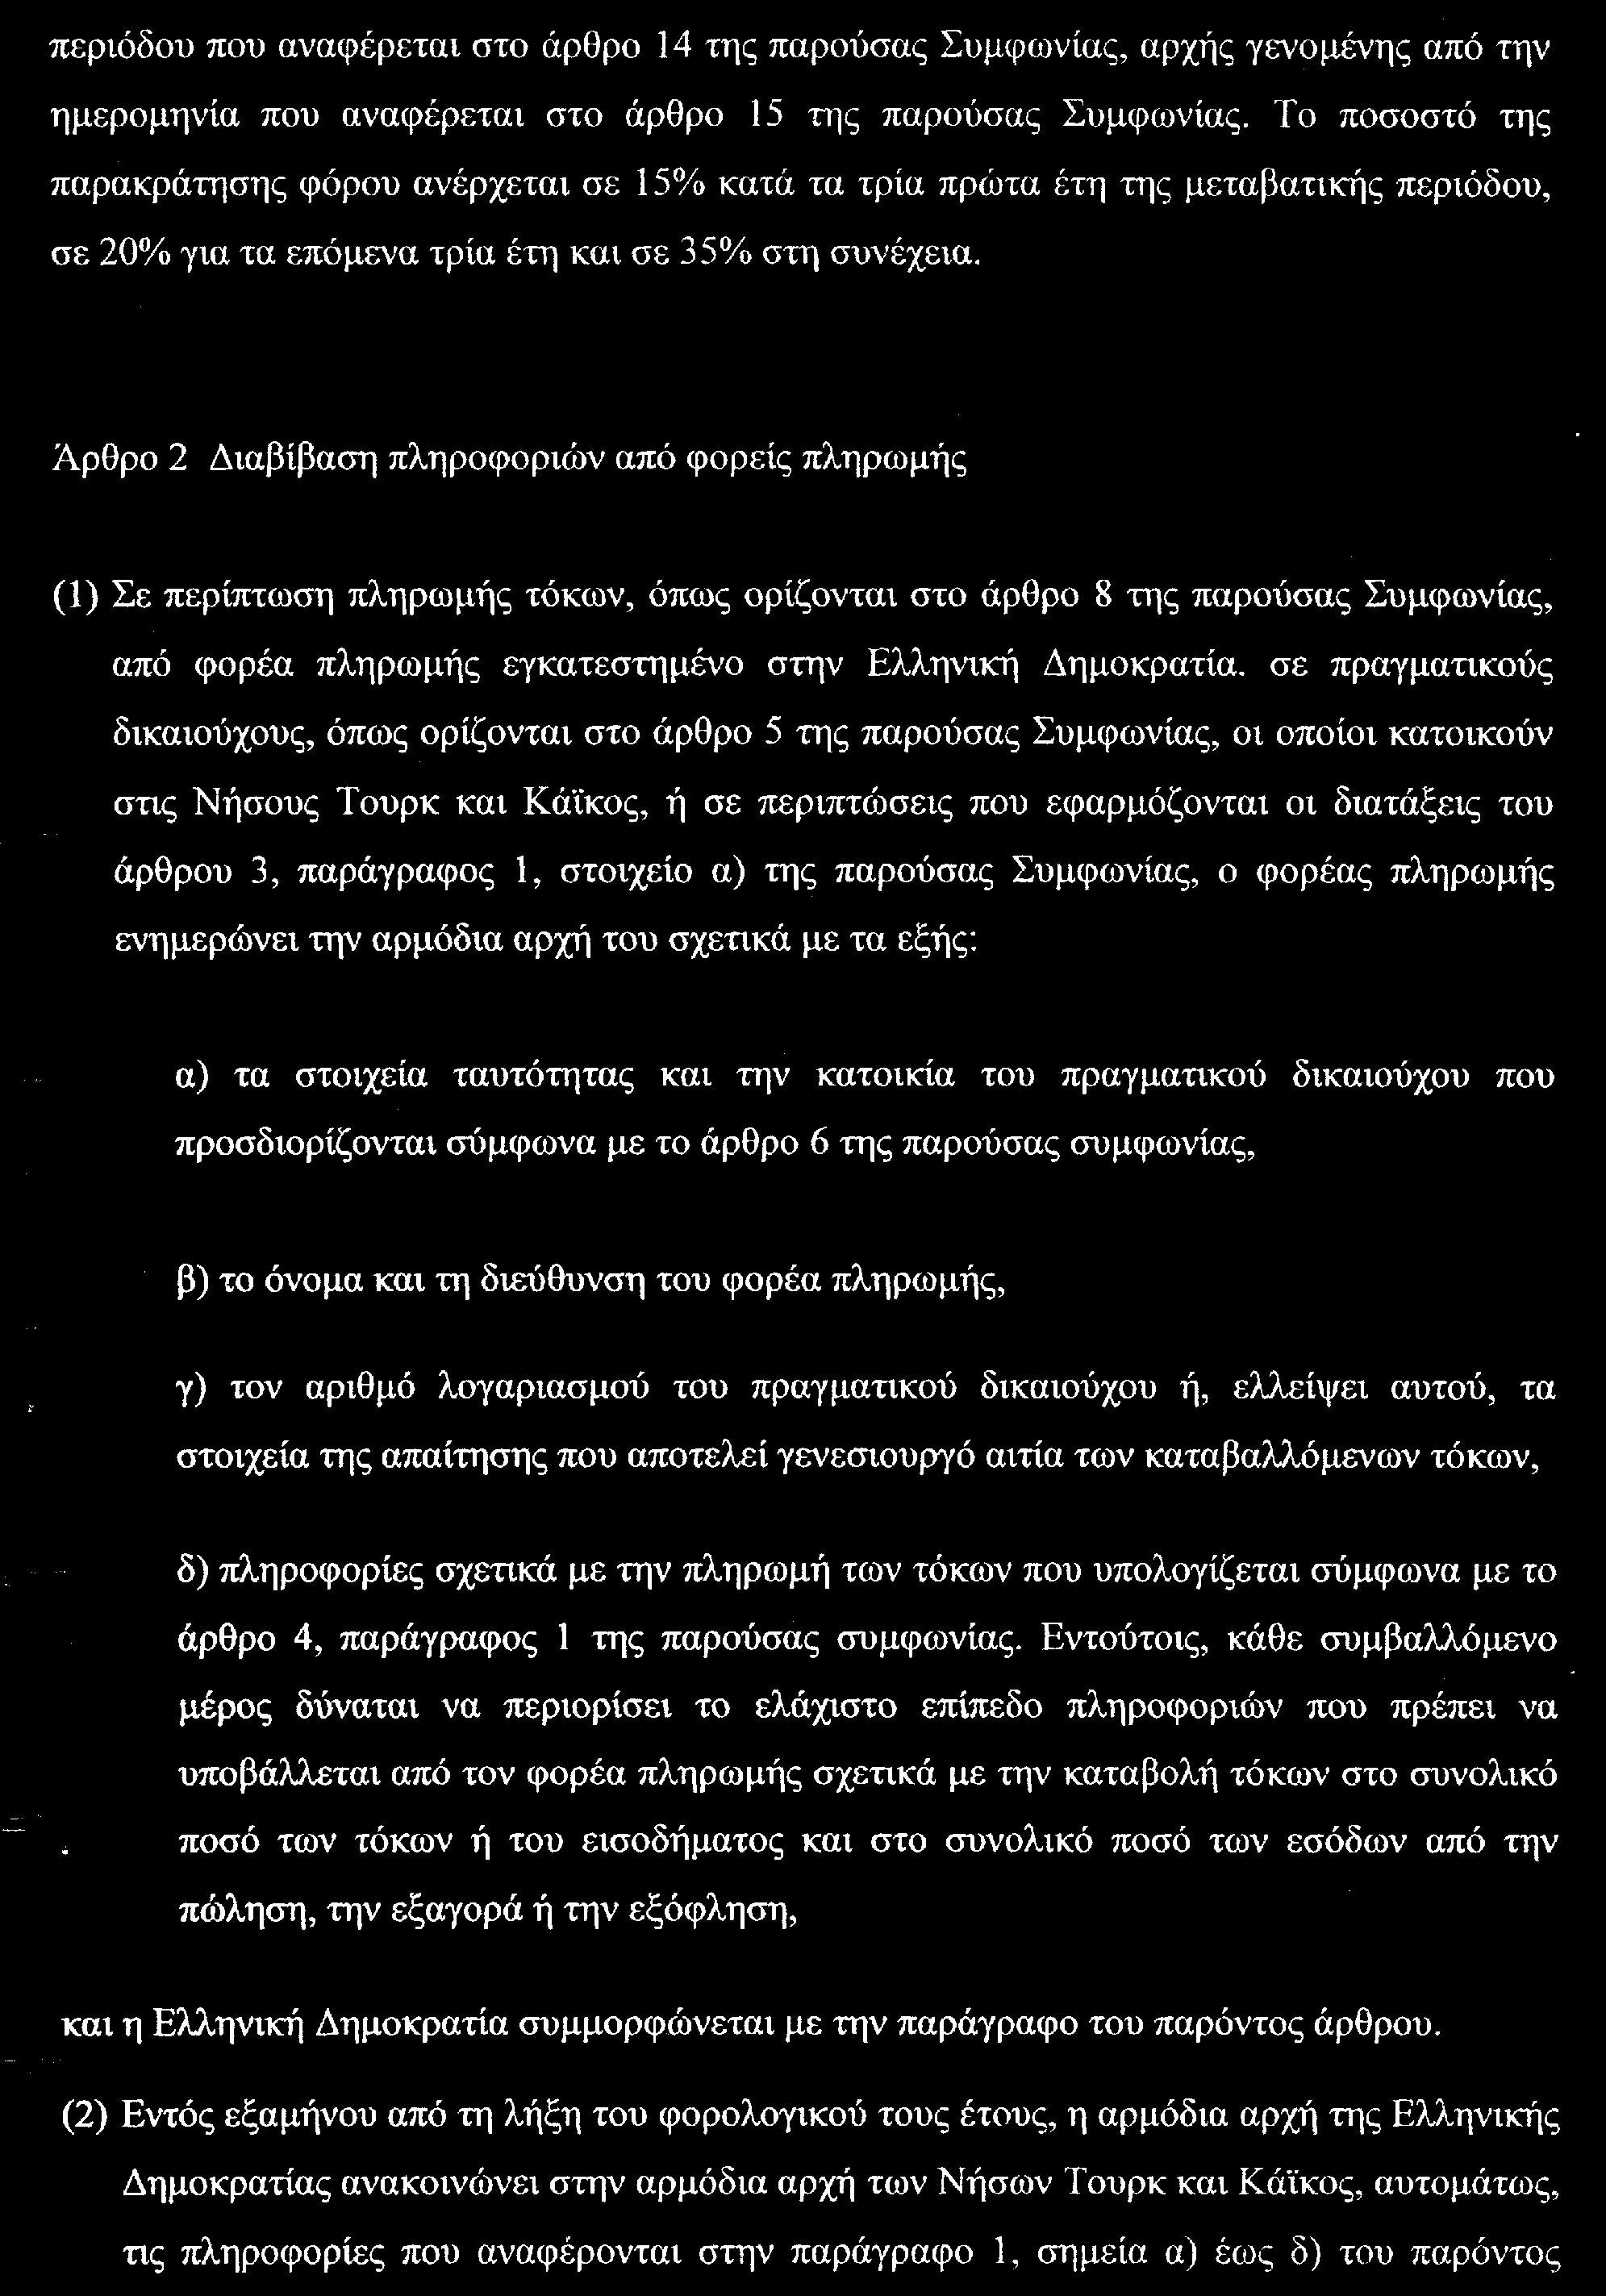 περιόδου που αναφέρεται στο άρθρο 14 της παρούσας Συμφωνίας, αρχής γενομένης από την
ημερομηνία που αναφέρεται στο άρθρο 15 της παρούσας Συμφωνίας. Το ποσοστό της
παρακράτησης φόρου ανέρχεται σε 15% κατά τα τρία πρώτα έτη της μεταβατικής περιόδου,
σε 20% για τα επόμενα τρία έτη και σε 35% στη συνέχεια.
Άρθρο 2 Διαβίβαση πληροφοριών από φορείς πληρωμής
(1) Σε περίπτωση πληρωμής τόκων, όπως ορίζονται στο άρθρο 8 της παρούσας Συμφωνίας,
από φορέα πληρωμής εγκατεστημένο στην Ελληνική Δημοκρατία. σε πραγματικούς
δικαιούχους, όπως ορίζονται στο άρθρο 5 της παρούσας Συμφωνίας, οι οποίοι κατοικούν
στις Νήσους Τουρκ και Κάϊκος, ή σε περιπτώσεις που εφαρμόζονται οι διατάξεις του
άρθρου 3, παράγραφος 1, στοιχείο α) της παρούσας Συμφωνίας, ο φορέας πληρωμής
ενημερώνει την αρμόδια αρχή του σχετικά με τα εξής:
α) τα στοιχεία ταυτότητας και την κατοικία του πραγματικού δικαιούχου που
προσδιορίζονται σύμφωνα με το άρθρο 6 της παρούσας συμφωνίας,
β) το όνομα και τη διεύθυνση του φορέα πληρωμής,
γ) τον αριθμό λογαριασμού του πραγματικού δικαιούχου ή, ελλείψει αυτού, τα
στοιχεία της απαίτησης που αποτελεί γενεσιουργό αιτία των καταβαλλόμενων τόκων,
δ) πληροφορίες σχετικά με την πληρωμή των τόκων που υπολογίζεται σύμφωνα με το
άρθρο 4, παράγραφος 1 της παρούσας συμφωνίας. Εντούτοις, κάθε συμβαλλόμενο
μέρος δύναται να περιορίσει το ελάχιστο επίπεδο πληροφοριών που πρέπει να
υποβάλλεται από τον φορέα πληρωμής σχετικά με την καταβολή τόκων στο συνολικό
ποσό των τόκων ή του εισοδήματος και στο συνολικό ποσό των εσόδων από την
πώληση, την εξαγορά ή την εξόφληση,
και η Ελληνική Δημοκρατία συμμορφώνεται με την παράγραφο του παρόντος άρθρου.
(2) Εντός εξαμήνου από τη λήξη του φορολογικού τους έτους, η αρμόδια αρχή της Ελληνικής
Δημοκρατίας ανακοινώνει στην αρμόδια αρχή των Νήσων Τουρκ και Κάϊκος, αυτομάτως,
τις πληροφορίες που αναφέρονται στην παράγραφο 1, σημεία α) έως δ) του παρόντος